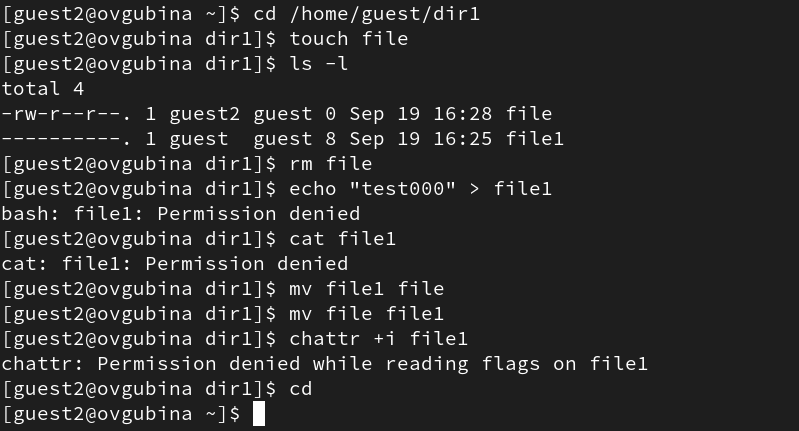 [guest2@ovgubina ~]$ cd /home/guest/dir1
[guest2@ovgubina dir1]$ touch file
[guest2@ovgubina dir1]$ ls -l
total 4
-rw-r--r--. 1 guest2 guest 0 Sep 19 16:28 file
----------. 1 guest  guest 8 Sep 19 16:25 file1
[guest2@ovgubina dir1]$ rm file
[guest2@ovgubina dir1]$ echo "test000" > file1
bash: file1: Permission denied
[guest2@ovgubina dir1]$ cat file1
cat: file1: Permission denied
[guest2@ovgubina dir1]$ mv file1 file
[guest2@ovgubina dir1]$ mv file file1
[guest2@ovgubina dir1]$ chattr +i file1
chattr: Permission denied while reading flags on file1
[guest2@ovgubina dir1]$ cd
[guest2@ovgubina ~]$